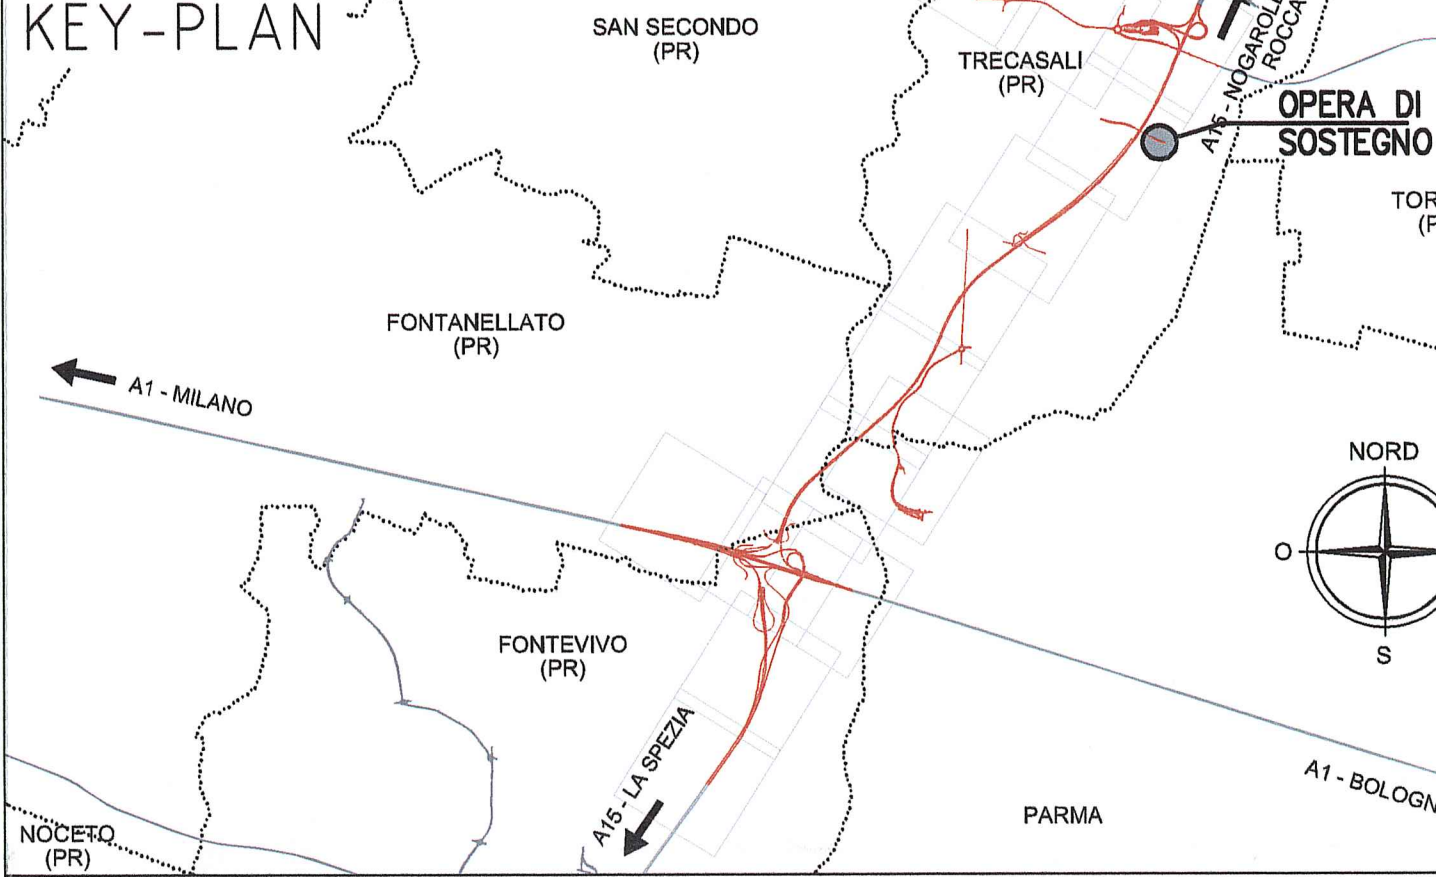 KEY-PLAN
SAN SECONDO
(PR)
TRECASALI
(PR)
A15 - NOGAROLE
ROCCA
OPERA DI
SOSTEGNO
TOR
(P
FONTANELLATO
(PR)
A1 - MILANO
NORD
O
S
FONTEVIVO
(PR)
A15 - LA SPEZIA
A1 - BOLOGN
PARMA
NOCETO
(PR)